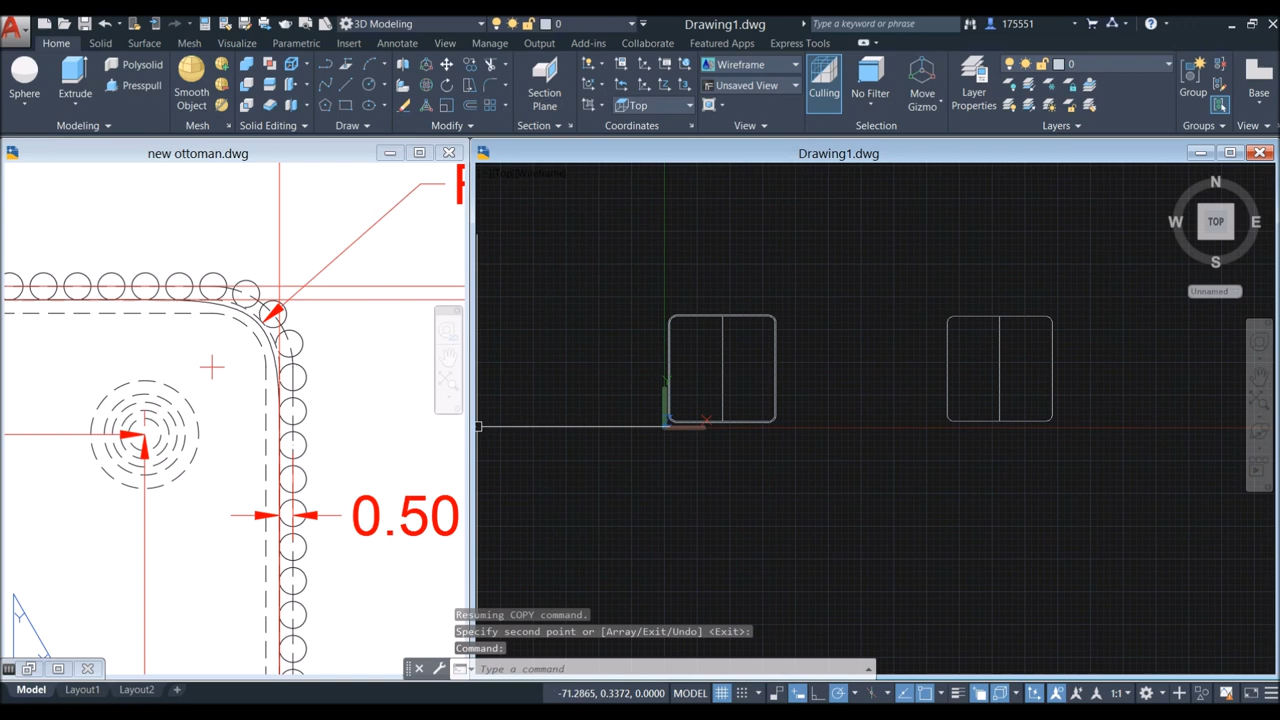 3D Modeling
0
Drawing1.dwg
Type a keyword or phrase
175551
Home
Solid
Surface
Mesh
Visualize
Parametric
Insert
Annotate
View
Manage
Output
Add-ins
Collaborate
Featured Apps
Express Tools
Sphere
Extrude
Polysolid
Presspull
Smooth
Object
Section
Plane
Top
Wireframe
Unsaved View
Culling
No Filter
Move
Gizmo
Layer
Properties
0
Group
Base
Modeling
Mesh
Solid Editing
Draw
Modify
Section
Coordinates
View
Selection
Layers
Groups
View
new ottoman.dwg
Drawing1.dwg
[-][Top][Wireframe]
N
W
TOP
E
S
Unnamed
0.50
Y
X
Y
Resuming COPY command.
Specify second point or [Array/Exit/Undo] <Exit>:
Command:
Type a command
Model
Layout1
Layout2
-71.2865, 0.3372, 0.0000
MODEL
1:1